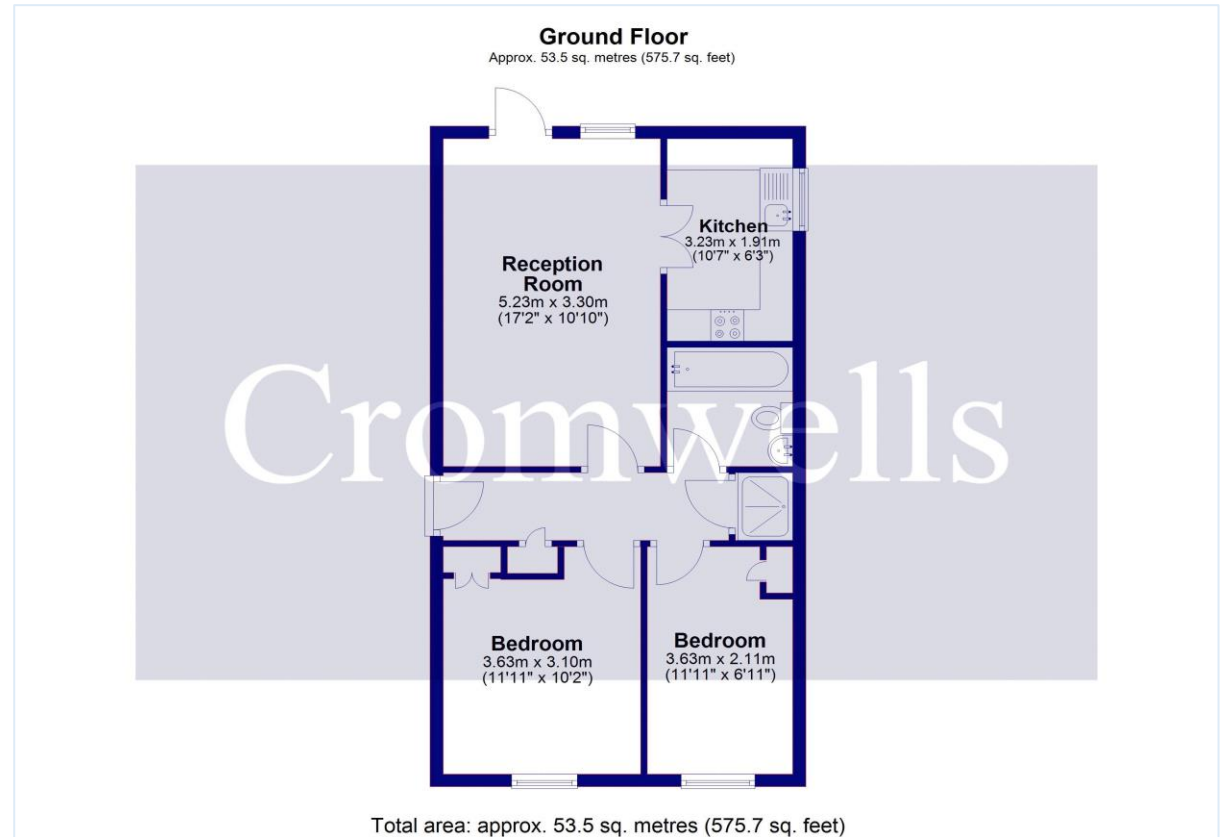 Ground Floor
Approx. 53.5 sq. metres (575.7 sq. feet)
Kitchen
3.23m x 1.91m
(10'7" x 6'3")
Reception
Room
5.23m x 3.30m
(17'2" x 10'10")
Cromwells
Bedroom
3.63m x 3.10m
(11'11" x 10'2")
Bedroom
3.63m x 2.11m
(11'11" x 6'11")
Total area: approx. 53.5 sq. metres (575.7 sq. feet)